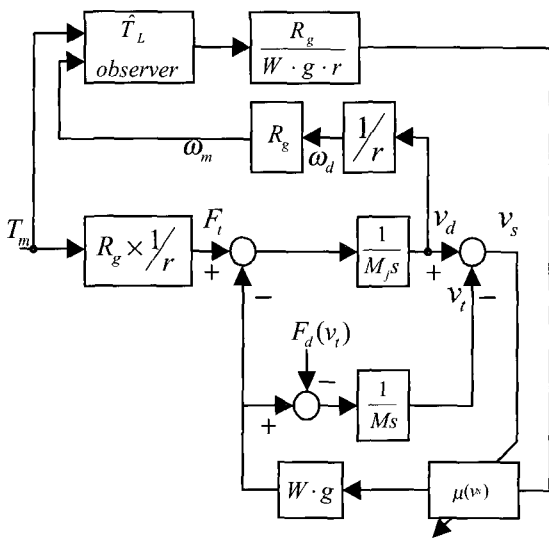 T̂_L
observer
R_g
W · g · r
ω_m
R_g
ω_d
1/r
T_m
R_g × 1/r
F_t
+
−
1
M_j s
v_d
+
v_s
v_t
−
F_d(v_t)
−
+
1
Ms
W · g
μ(v_s)